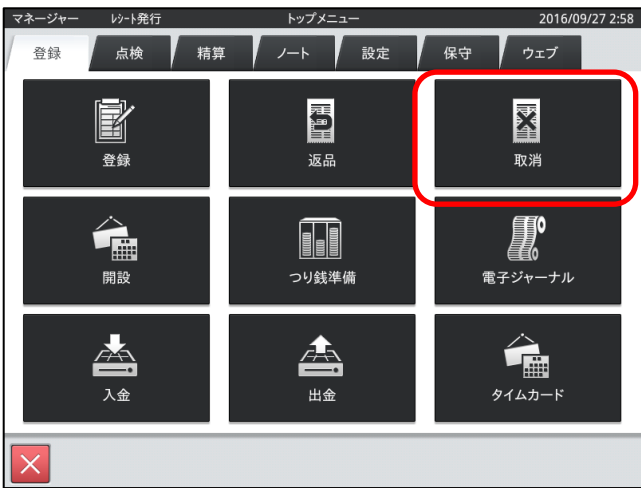 マネージャー ﾚｼｰﾄ発行 トップメニュー 2016/09/27 2:58
登録 点検 精算 ノート 設定 保守 ウェブ
登録 返品 取消
開設 つり銭準備 電子ジャーナル
入金 出金 タイムカード